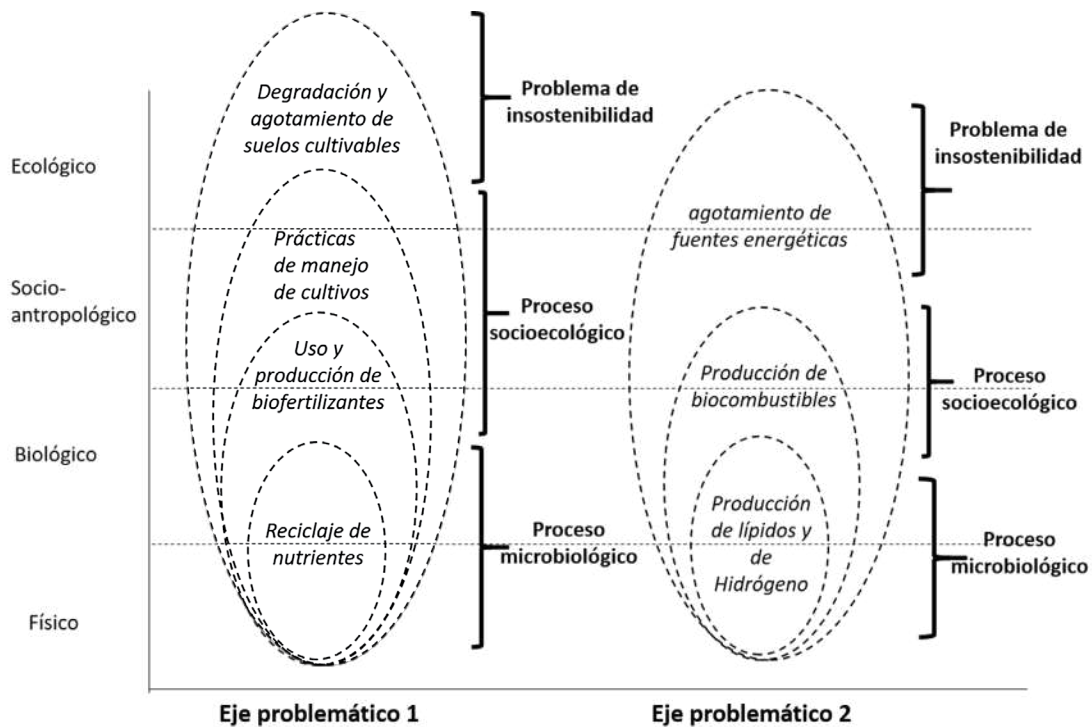 Ecológico
Socio-
antropológico
Biológico
Físico
Degradación y
agotamiento de
suelos cultivables
Prácticas
de manejo
de cultivos
Uso y
producción de
biofertilizantes
Reciclaje de
nutrientes
Problema de
insostenibilidad
Proceso
socioecológico
Proceso
microbiológico
agotamiento de
fuentes energéticas
Producción de
biocombustibles
Producción
de lípidos y
de
Hidrógeno
Problema de
insostenibilidad
Proceso
socioecológico
Proceso
microbiológico
Eje problemático 1
Eje problemático 2